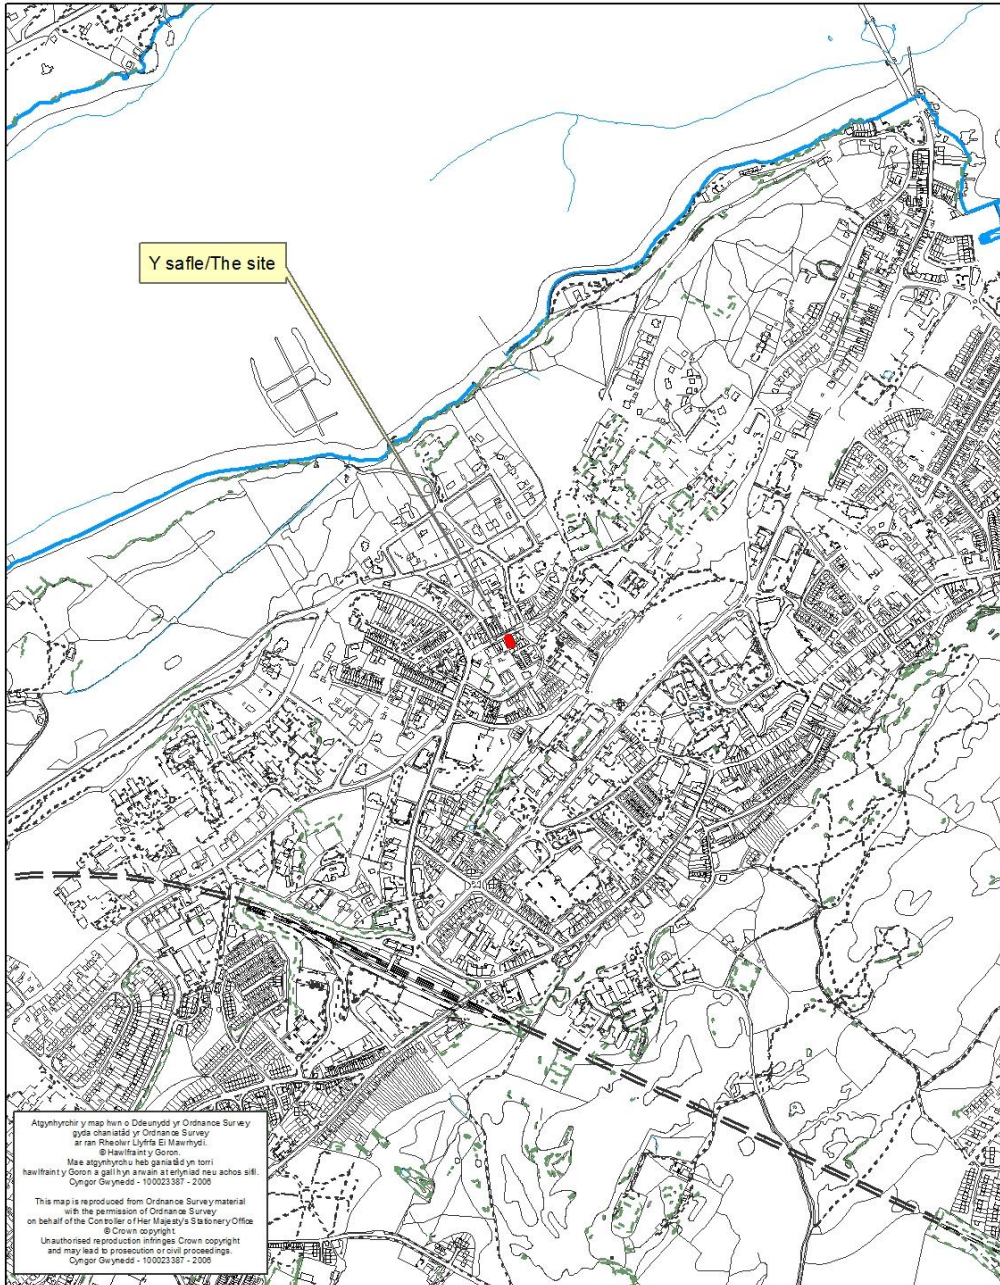 Y safle/The site
Atgynhyrchir y map hwn o Ddeunydd yr Ordnance Survey
gyda chaniatâd yr Ordnance Survey
ar ran Rheolwr Llyfrfa Ei Mawrhydi.
© Hawlfraint y Goron.
Mae atgynhyrchu heb ganiatâd yn torri
hawlfraint y Goron a gall hyn arwain at erlyniad neu achos sifil.
Cyngor Gwynedd - 100023387 - 2006
This map is reproduced from Ordnance Survey material
with the permission of Ordnance Survey
on behalf of the Controller of Her Majesty's Stationery Office
© Crown copyright.
Unauthorised reproduction infringes Crown copyright
and may lead to prosecution or civil proceedings.
Cyngor Gwynedd - 100023387 - 2006